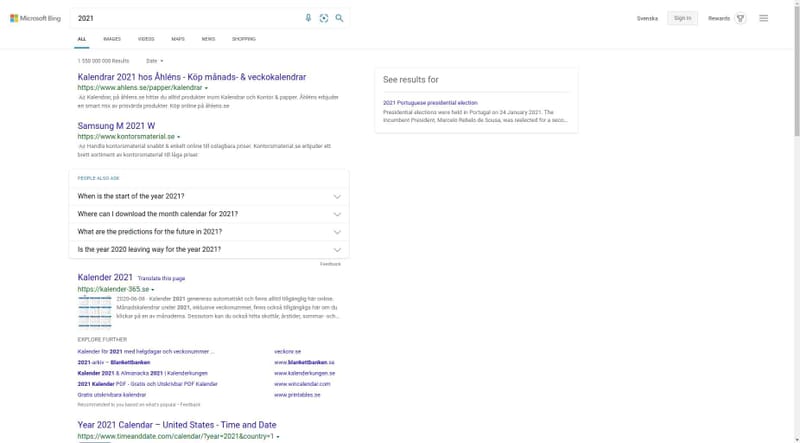 Microsoft Bing
2021
Svenska
Sign in
Rewards
ALL
IMAGES
VIDEOS
MAPS
NEWS
SHOPPING
1 550 000 000 Results
Date
Kalendrar 2021 hos Åhléns - Köp månads- & veckokalendrar
https://www.ahlens.se/papper/kalendrar
Ad Kalendrar, på åhlens.se hittar du alltid produkter inom Kalendrar och Kontor & papper. Åhlens erbjuder
en smart mix av prisvärda produkter. Köp online på åhlens.se
Samsung M 2021 W
https://www.kontorsmaterial.se
Ad Handla kontorsmaterial snabbt & enkelt online till oslagbara priser. Kontorsmaterial.se erbjuder ett
brett sortiment av kontorsmaterial till låga priser
PEOPLE ALSO ASK
When is the start of the year 2021?
Where can I download the month calendar for 2021?
What are the predictions for the future in 2021?
Is the year 2020 leaving way for the year 2021?
Feedback
Kalender 2021
Translate this page
https://kalender-365.se
2020-06-08 · Kalender 2021 genereras automatiskt och finns alltid tillgänglig här online.
Månadskalendrar under 2021, inklusive veckonummer, finns också tillgängliga här om du
klickar på en av månaderna. Dessutom kan du också hitta skottår, årstider, sommar- och...
EXPLORE FURTHER
Kalender för 2021 med helgdagar och veckonummer ...
veckonr.se
2021-arkiv – Blankettbanken
www.blankettbanken.se
Kalender 2021 & Almanacka 2021 | Kalenderkungen
www.kalenderkungen.se
2021 Kalender PDF - Gratis och Utskrivbar PDF Kalender
www.wincalendar.com
Gratis utskrivbara kalendrar
www.printables.se
Recommended to you based on what's popular • Feedback
Year 2021 Calendar – United States - Time and Date
https://www.timeanddate.com/calendar/?year=2021&country=1
See results for
2021 Portuguese presidential election
Presidential elections were held in Portugal on 24 January 2021. The
incumbent President, Marcelo Rebelo de Sousa, was reelected for a seco...